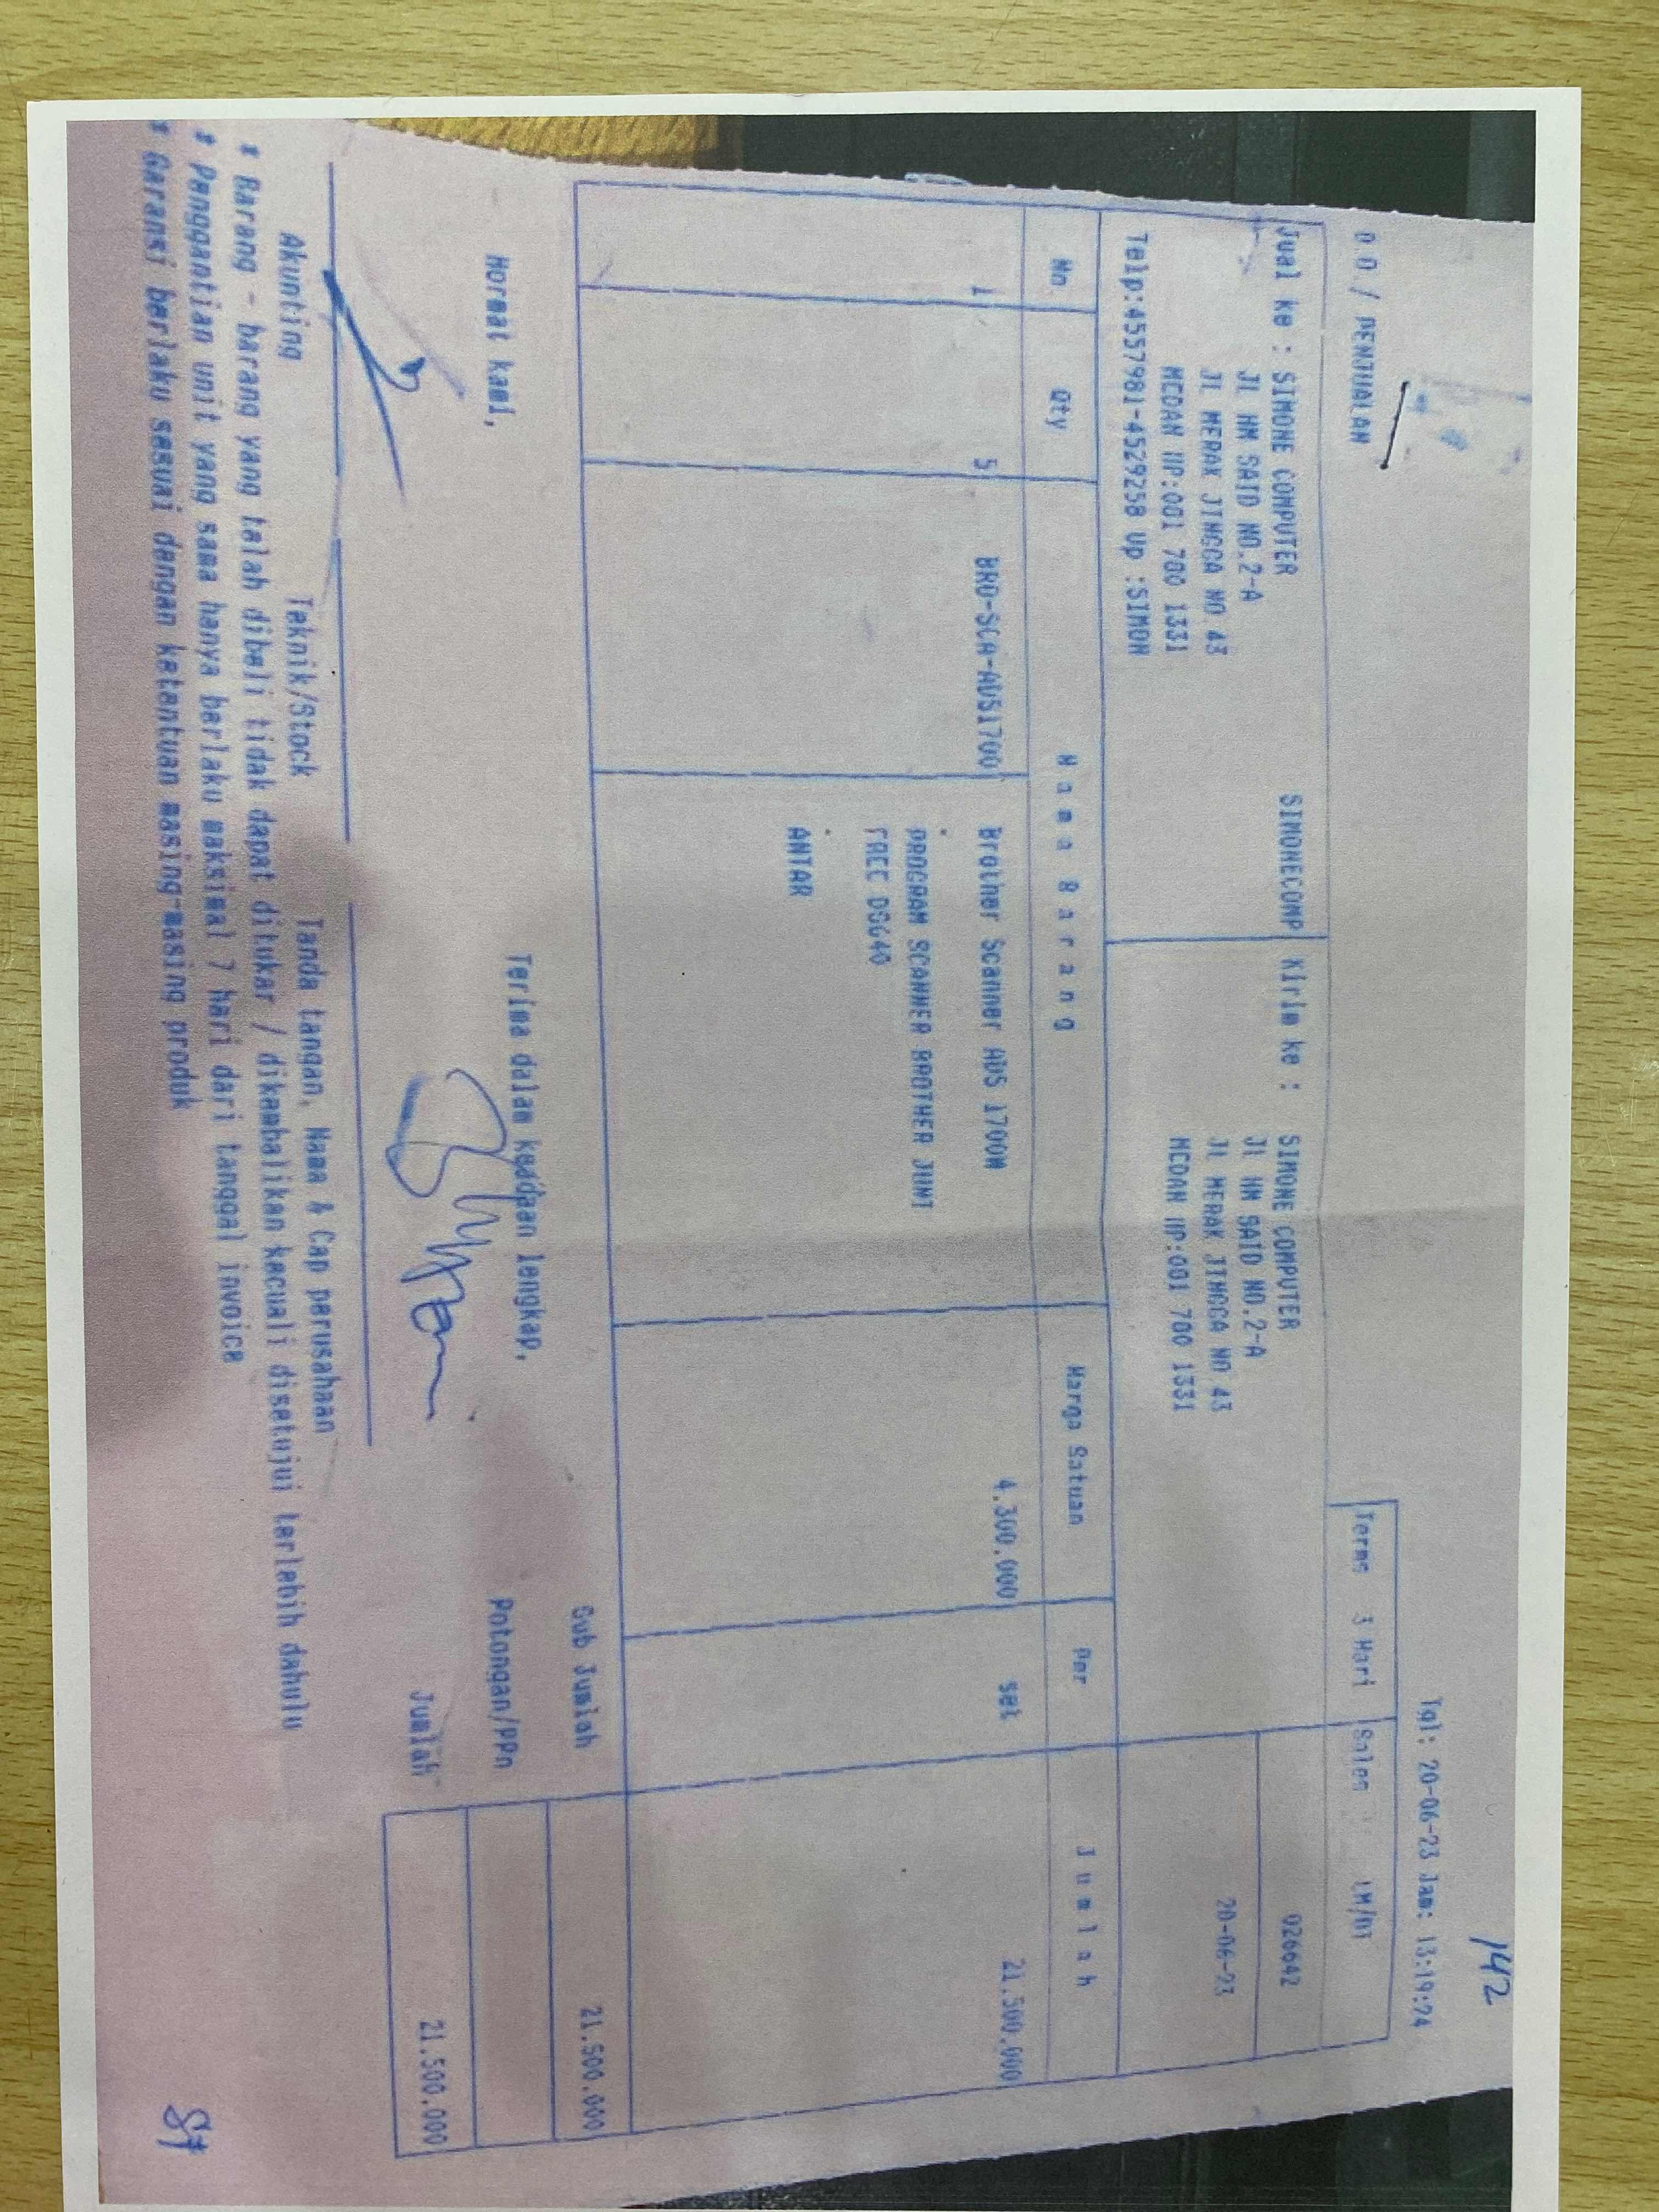 142
Tgl: 20-06-23 Jam: 13:19:24
DO / PENJUALAN
Terms 3 Hari Sales LM/01
Jual ke : SIMONE COMPUTER SIMONECOMP Kirim ke : SIMONE COMPUTER 026642
Jl HM SAID NO.2-A Jl HM SAID NO.2-A
Jl MERAK JINGGA NO 43 Jl MERAK JINGGA NO 43 20-06-23
MEDAN HP:081 780 1331 MEDAN HP:081 780 1331
Telp:4557981-4529258 Up :SIMON
No Qty Nama Barang Harga Satuan Per Jumlah
1 5 BRO-SCA-ADS1700 Brother Scanner ADS 1700W 4.300.000 set 21.500.000
PROGRAM SCANNER BROTHER JUNI
FREE
ANTAR
Sub Jumlah 21.500.000
Hormat kami, Terima dalam keadaan lengkap,
Potongan/PPn
Jumlah 21.500.000
Akunting Teknik/Stock Tanda tangan, Nama & Cap perusahaan
* Barang - barang yang telah dibeli tidak dapat ditukar / dikembalikan kecuali disetujui terlebih dahulu
* Penggantian unit yang sama hanya berlaku maksimal 7 hari dari tanggal invoice
* Garansi berlaku sesuai dengan ketentuan masing-masing produk